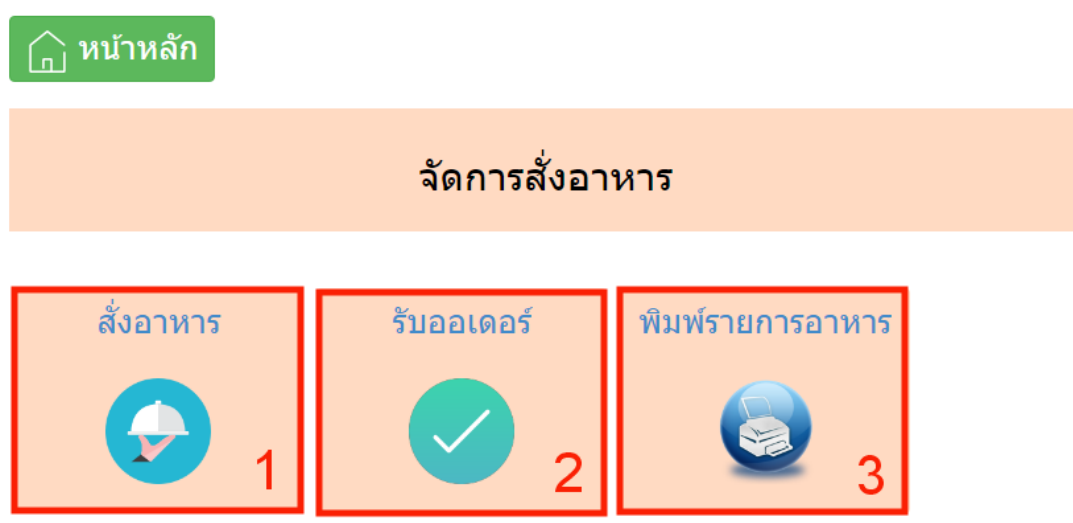 หน้าหลัก
จัดการสั่งอาหาร
สั่งอาหาร
รับออเดอร์
พิมพ์รายการอาหาร
1
2
3